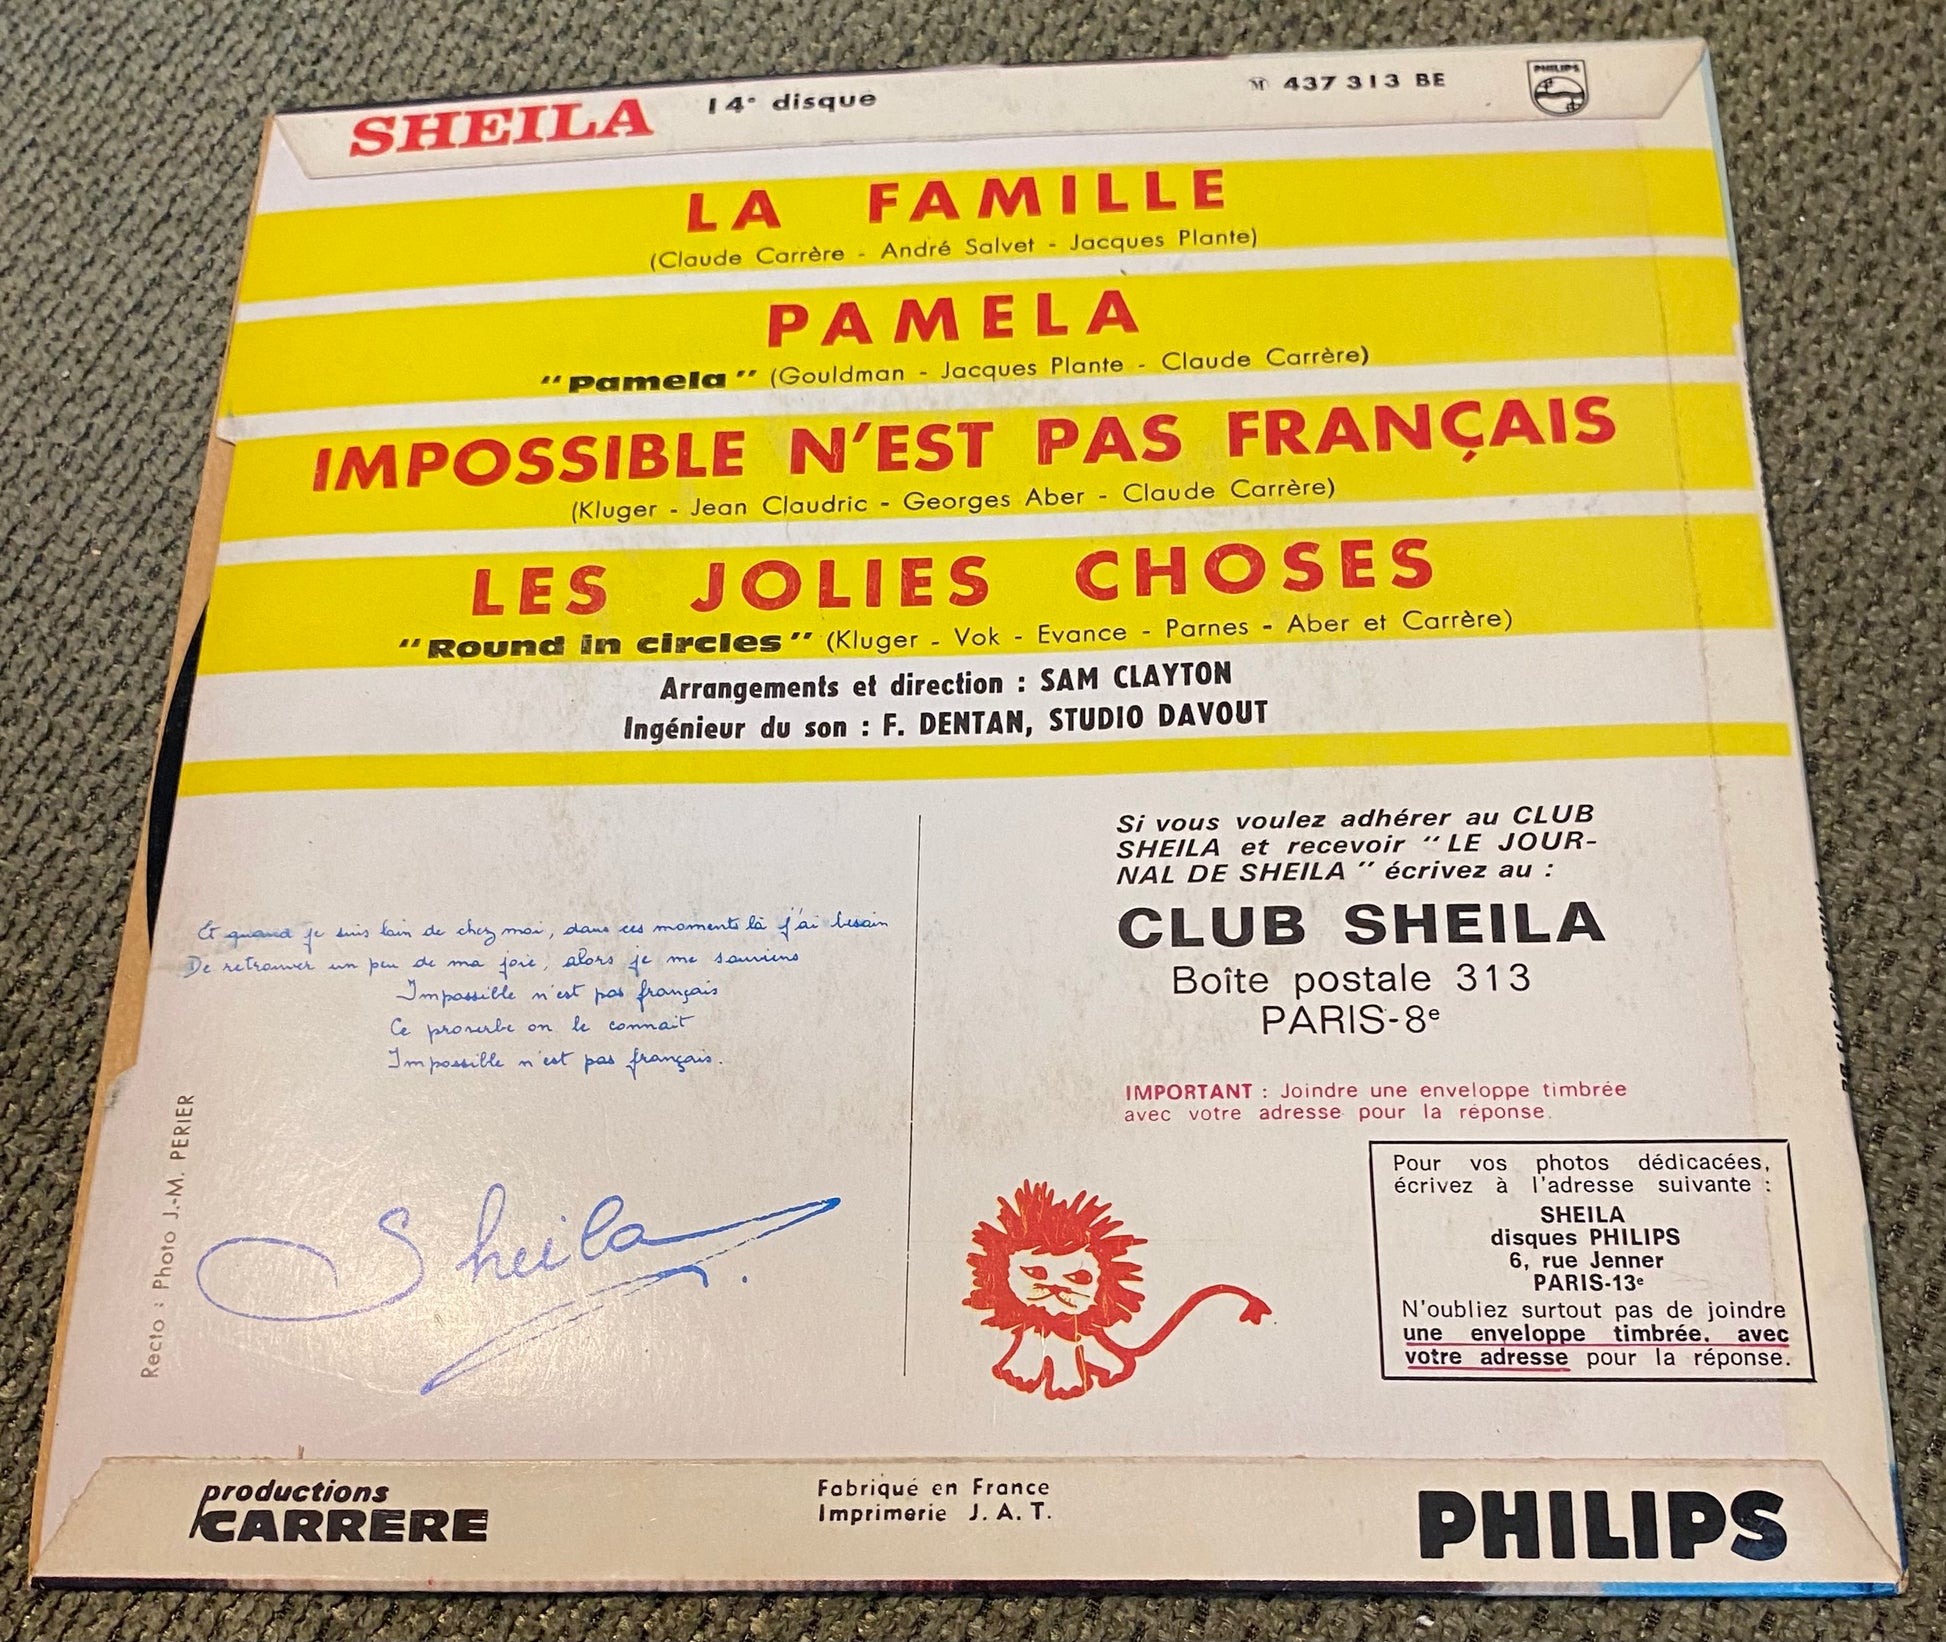 SHEILA 14e disque M 437 313 BE PHILIPS
LA FAMILLE
(Claude Carrère - André Salvet - Jacques Plante)
PAMELA
"Pamela" (Gouldman - Jacques Plante - Claude Carrère)
IMPOSSIBLE N'EST PAS FRANÇAIS
(Kluger - Jean Claudric - Georges Aber - Claude Carrère)
LES JOLIES CHOSES
"Round in circles" (Kluger - Vok - Evance - Parnes - Aber et Carrère)
Arrangements et direction : SAM CLAYTON
Ingénieur du son : F. DENTAN, STUDIO DAVOUT
Et quand je suis loin de chez moi, dans ces moments là j'ai besoin
De retrouver un peu de ma joie, alors je me souviens
Impossible n'est pas français
Ce proverbe on le connait
Impossible n'est pas français.
Sheila
Recto : Photo J.-M. PERIER
Si vous voulez adhérer au CLUB
SHEILA et recevoir "LE JOUR-
NAL DE SHEILA" écrivez au :
CLUB SHEILA
Boîte postale 313
PARIS-8e
IMPORTANT : Joindre une enveloppe timbrée
avec votre adresse pour la réponse.
Pour vos photos dédicacées,
écrivez à l'adresse suivante :
SHEILA
disques PHILIPS
6, rue Jenner
PARIS-13e
N'oubliez surtout pas de joindre
une enveloppe timbrée, avec
votre adresse pour la réponse.
productions
CARRERE
Fabriqué en France
Imprimerie J. A. T.
PHILIPS